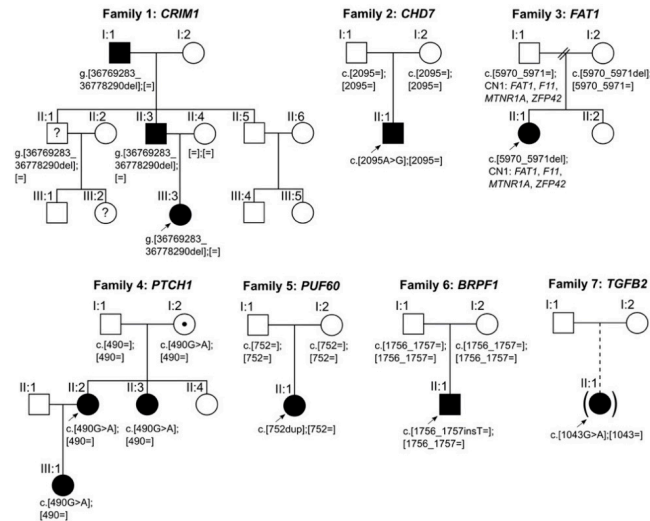 Family 1: CRIM1
I:1 I:2
g.[36769283_
36778290del];[=]
II:1 II:2 II:3 II:4 II:5 II:6
?
g.[36769283_
36778290del];
[=]
g.[36769283_
36778290del];
[=]
[=];[=]
III:1 III:2 III:3 III:4 III:5
?
g.[36769283_
36778290del];[=]
Family 2: CHD7
I:1 I:2
c.[2095=];
[2095=]
c.[2095=];
[2095=]
II:1
c.[2095A>G];[2095=]
Family 3: FAT1
I:1 I:2
c.[5970_5971=];
CN1: FAT1, F11,
MTNR1A, ZFP42
c.[5970_5971del];
[5970_5971=]
II:1 II:2
c.[5970_5971del];
CN1: FAT1, F11,
MTNR1A, ZFP42
Family 4: PTCH1
I:1 I:2
c.[490=];
[490=]
c.[490G>A];
[490=]
II:1 II:2 II:3 II:4
c.[490G>A];
[490=]
c.[490G>A];
[490=]
III:1
c.[490G>A];
[490=]
Family 5: PUF60
I:1 I:2
c.[752=];
[752=]
c.[752=];
[752=]
II:1
c.[752dup];[752=]
Family 6: BRPF1
I:1 I:2
c.[1756_1757=];
[1756_1757=]
c.[1756_1757=];
[1756_1757=]
II:1
c.[1756_1757insT=];
[1756_1757=]
Family 7: TGFB2
I:1 I:2
II:1
c.[1043G>A];[1043=]